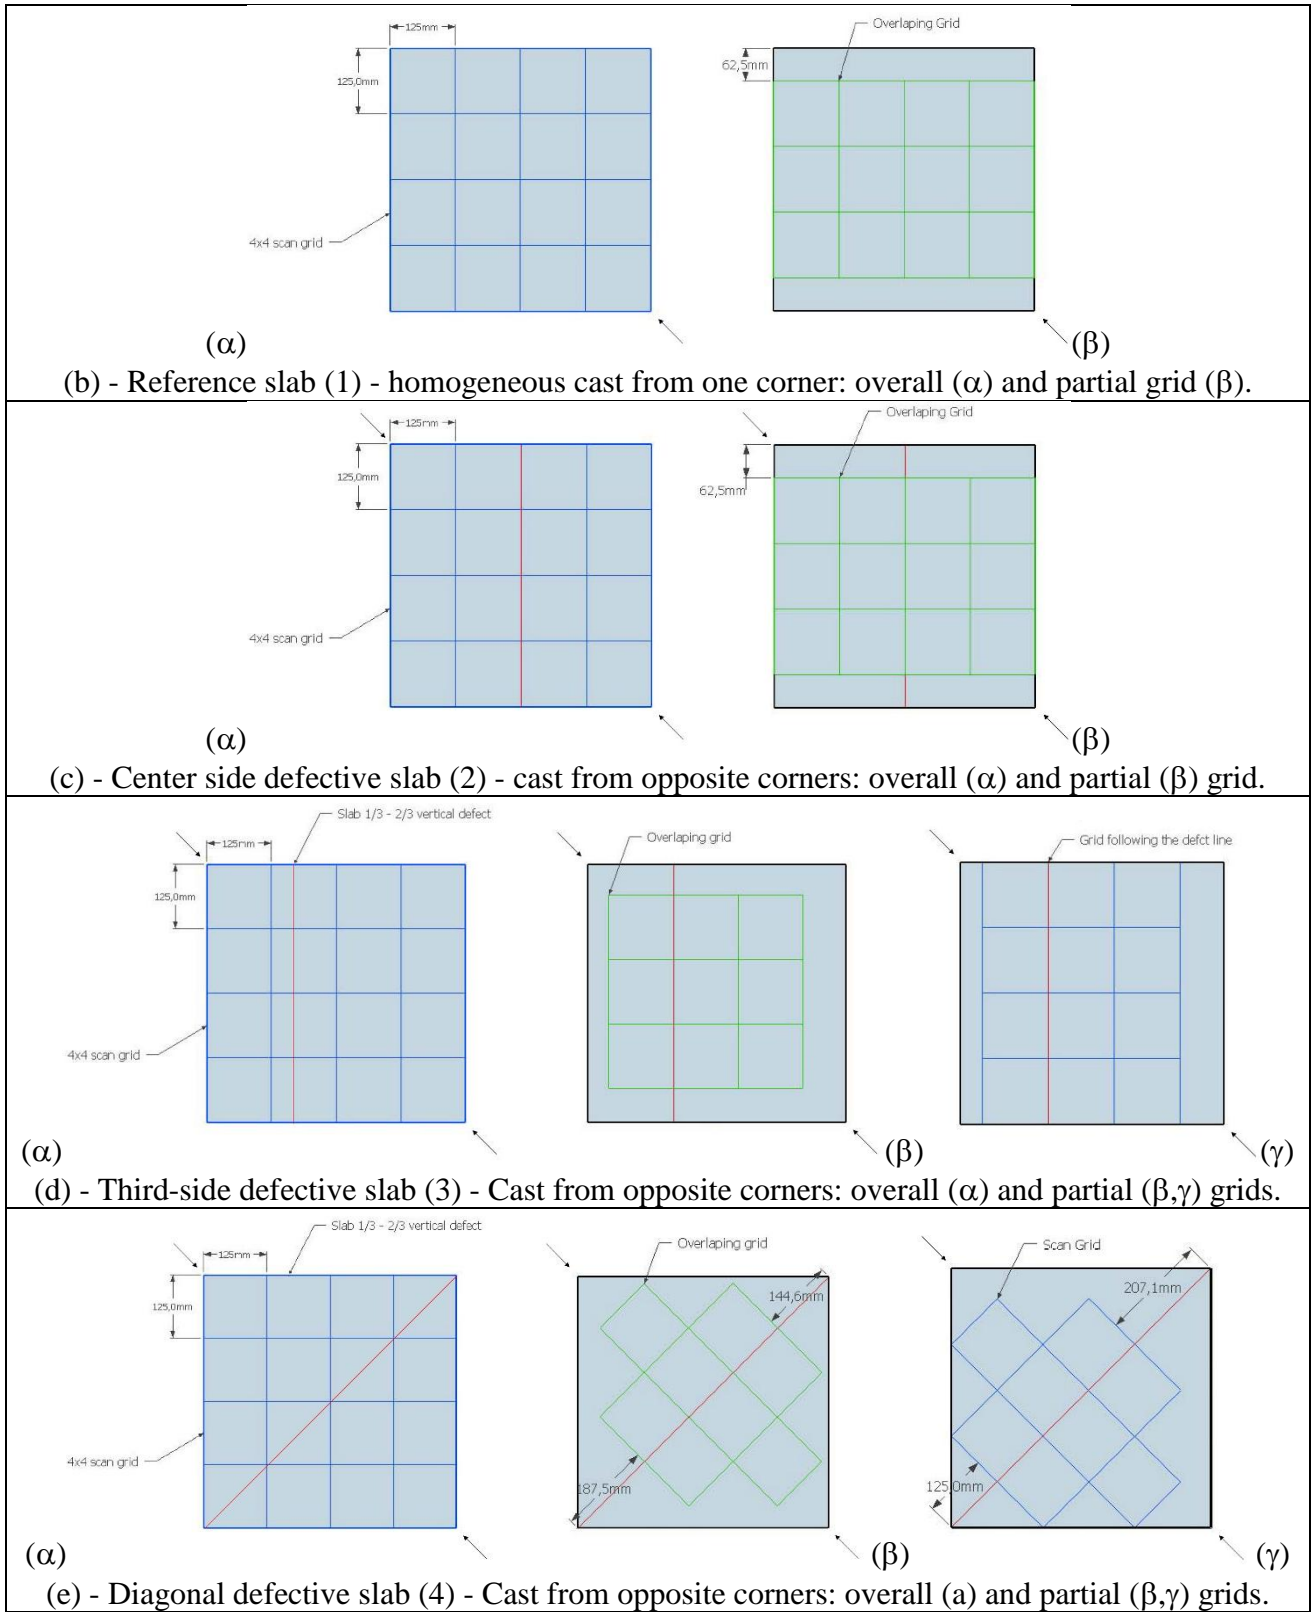 125mm
Overlaping Grid
62,5mm
125,0mm
4x4 scan grid
(α) (β)
(b) - Reference slab (1) - homogeneous cast from one corner: overall (α) and partial grid (β).
125mm
Overlaping Grid
125,0mm
62,5mm
4x4 scan grid
(α) (β)
(c) - Center side defective slab (2) - cast from opposite corners: overall (α) and partial (β) grid.
Slab 1/3 - 2/3 vertical defect
125mm
Overlaping grid
Grid following the defct line
125,0mm
4x4 scan grid
(α) (β) (γ)
(d) - Third-side defective slab (3) - Cast from opposite corners: overall (α) and partial (β,γ) grids.
Slab 1/3 - 2/3 vertical defect
125mm
Overlaping grid
Scan Grid
125,0mm
144,6mm
207,1mm
4x4 scan grid
187,5mm
125,0mm
(α) (β) (γ)
(e) - Diagonal defective slab (4) - Cast from opposite corners: overall (a) and partial (β,γ) grids.